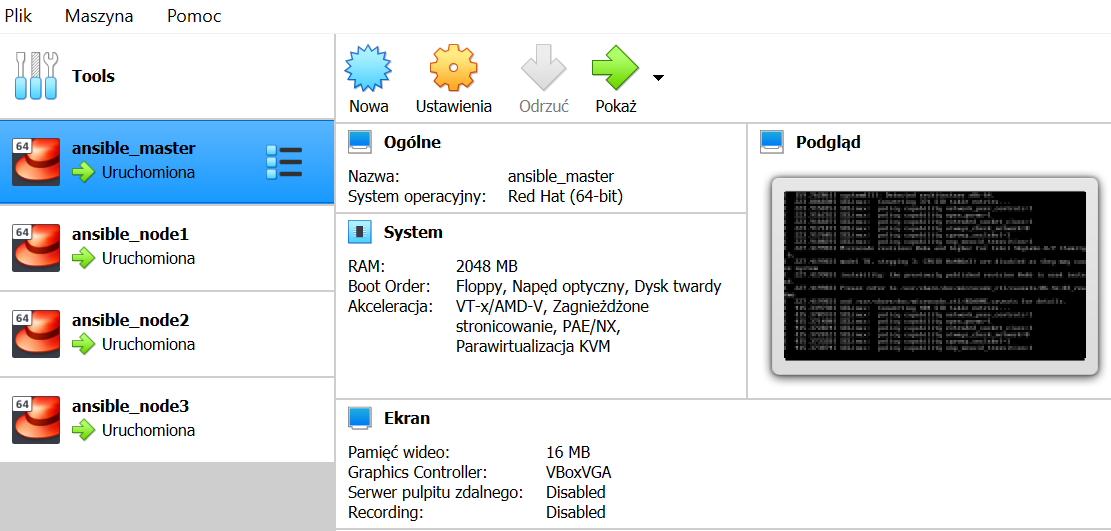 Plik Maszyna Pomoc
Tools
Nowa Ustawienia Odrzuć Pokaż
64 ansible_master
Uruchomiona
64 ansible_node1
Uruchomiona
64 ansible_node2
Uruchomiona
64 ansible_node3
Uruchomiona
Ogólne
Nazwa: ansible_master
System operacyjny: Red Hat (64-bit)
System
RAM: 2048 MB
Boot Order: Floppy, Napęd optyczny, Dysk twardy
Akceleracja: VT-x/AMD-V, Zagnieżdżone
stronicowanie, PAE/NX,
Parawirtualizacja KVM
Ekran
Pamięć wideo: 16 MB
Graphics Controller: VBoxVGA
Serwer pulpitu zdalnego: Disabled
Recording: Disabled
Podgląd